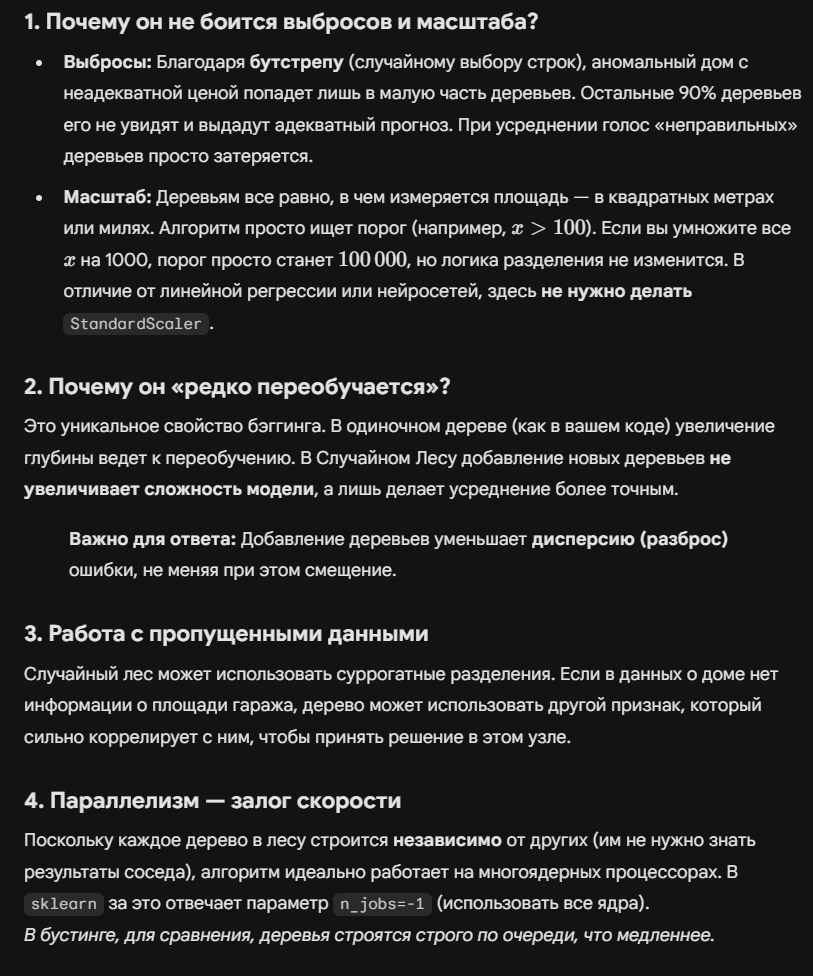 1. Почему он не боится выбросов и масштаба?
• Выбросы: Благодаря бутстрепу (случайному выбору строк), аномальный дом с
неадекватной ценой попадет лишь в малую часть деревьев. Остальные 90% деревьев
его не увидят и выдадут адекватный прогноз. При усреднении голос «неправильных»
деревьев просто затеряется.
• Масштаб: Деревьям все равно, в чем измеряется площадь — в квадратных метрах
или милях. Алгоритм просто ищет порог (например, x > 100). Если вы умножите все
x на 1000, порог просто станет 100 000, но логика разделения не изменится. В
отличие от линейной регрессии или нейросетей, здесь не нужно делать
StandardScaler.
2. Почему он «редко переобучается»?
Это уникальное свойство бэггинга. В одиночном дереве (как в вашем коде) увеличение
глубины ведет к переобучению. В Случайном Лесу добавление новых деревьев не
увеличивает сложность модели, а лишь делает усреднение более точным.
Важно для ответа: Добавление деревьев уменьшает дисперсию (разброс)
ошибки, не меняя при этом смещение.
3. Работа с пропущенными данными
Случайный лес может использовать суррогатные разделения. Если в данных о доме нет
информации о площади гаража, дерево может использовать другой признак, который
сильно коррелирует с ним, чтобы принять решение в этом узле.
4. Параллелизм — залог скорости
Поскольку каждое дерево в лесу строится независимо от других (им не нужно знать
результаты соседа), алгоритм идеально работает на многоядерных процессорах. В
sklearn за это отвечает параметр n_jobs=-1 (использовать все ядра).
В бустинге, для сравнения, деревья строятся строго по очереди, что медленнее.